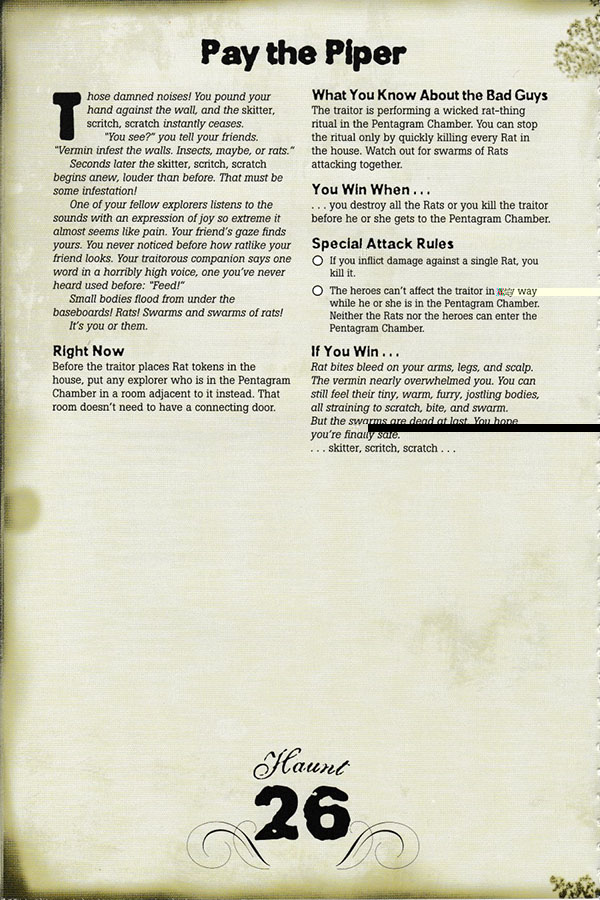 Pay the Piper
Those damned noises! You pound your
hand against the wall, and the skitter,
scritch, scratch instantly ceases.
"You see?" you tell your friends.
"Vermin infest the walls. Insects, maybe, or rats."
Seconds later the skitter, scritch, scratch
begins anew, louder than before. That must be
some infestation!
One of your fellow explorers listens to the
sounds with an expression of joy so extreme it
almost seems like pain. Your friend's gaze finds
yours. You never noticed before how ratlike your
friend looks. Your traitorous companion says one
word in a horribly high voice, one you've never
heard used before: "Feed!"
Small bodies flood from under the
baseboards! Rats! Swarms and swarms of rats!
It's you or them.
Right Now
Before the traitor places Rat tokens in the
house, put any explorer who is in the Pentagram
Chamber in a room adjacent to it instead. That
room doesn't need to have a connecting door.
What You Know About the Bad Guys
The traitor is performing a wicked rat-thing
ritual in the Pentagram Chamber. You can stop
the ritual only by quickly killing every Rat in
the house. Watch out for swarms of Rats
attacking together.
You Win When . . .
. . . you destroy all the Rats or you kill the traitor
before he or she gets to the Pentagram Chamber.
Special Attack Rules
If you inflict damage against a single Rat, you
kill it.
The heroes can't affect the traitor in way
while he or she is in the Pentagram Chamber.
Neither the Rats nor the heroes can enter the
Pentagram Chamber.
If You Win . . .
Rat bites bleed on your arms, legs, and scalp.
The vermin nearly overwhelmed you. You can
still feel their tiny, warm, furry, jostling bodies,
all straining to scratch, bite, and swarm.
But the swarms are dead at last. You hope
you're finally safe.
. . . skitter, scritch, scratch . . .
Haunt
26